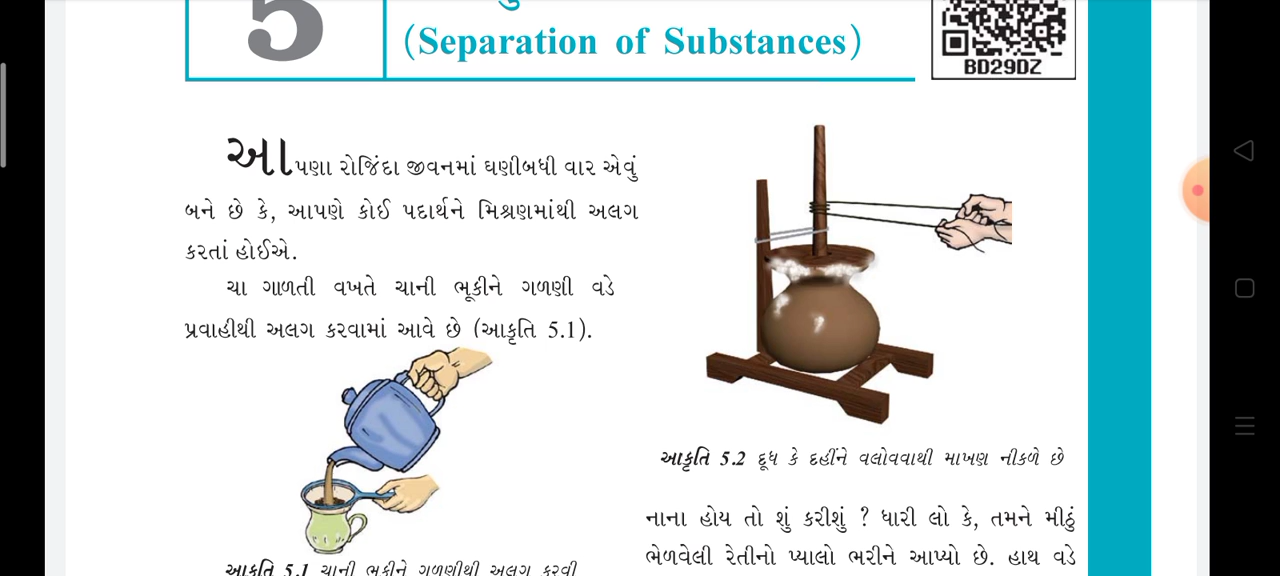 5
(Separation of Substances)
BD29DZ
આપણા રોજિંદા જીવનમાં ઘણીબધી વાર એવું
બને છે કે, આપણે કોઈ પદાર્થને મિશ્રણમાંથી અલગ
કરતાં હોઈએ.
ચા ગાળતી વખતે ચાની ભૂકીને ગળણી વડે
પ્રવાહીથી અલગ કરવામાં આવે છે (આકૃતિ 5.1).
આકૃતિ 5.1 ચાની ભૂકીને ગળણીથી અલગ કરવી
આકૃતિ 5.2 દૂધ કે દહીંને વલોવવાથી માખણ નીકળે છે
નાના હોય તો શું કરીશું ? ધારી લો કે, તમને મીઠું
ભેળવેલી રેતીનો પ્યાલો ભરીને આપ્યો છે. હાથ વડે